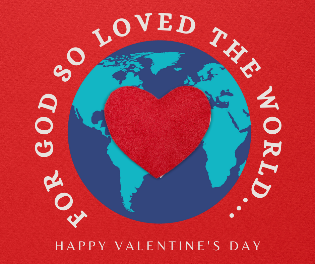 FOR GOD SO LOVED THE WORLD...
HAPPY VALENTINE'S DAY